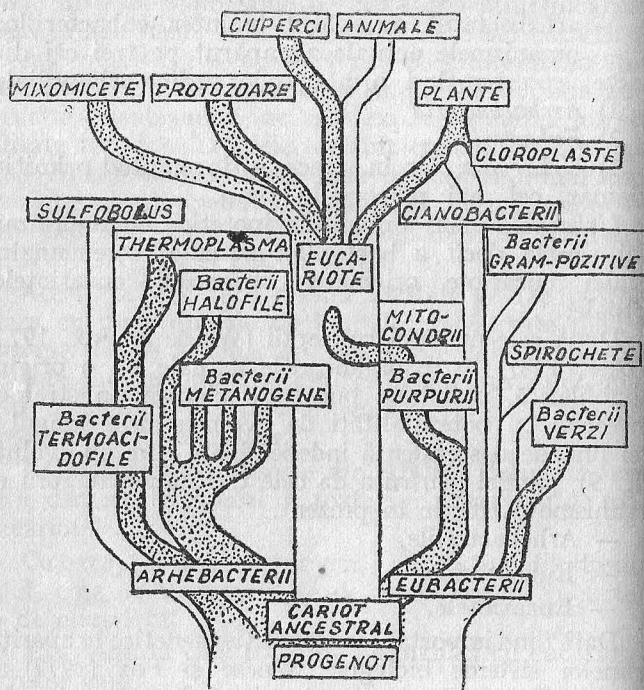 CIUPERCI
ANIMALE
MIXOMICETE
PROTOZOARE
PLANTE
CLOROPLASTE
SULFOBOLUS
CIANOBACTERII
THERMOPLASMA
EUCA-
RIOTE
Bacterii
GRAM-POZITIVE
Bacterii
HALOFILE
MITO-
CONDRII
SPIROCHETE
Bacterii
METANOGENE
Bacterii
PURPURII
Bacterii
VERZI
Bacterii
TERMOACI-
DOFILE
ARHEBACTERII
EUBACTERII
CARIOT
ANCESTRAL
PROGENOT